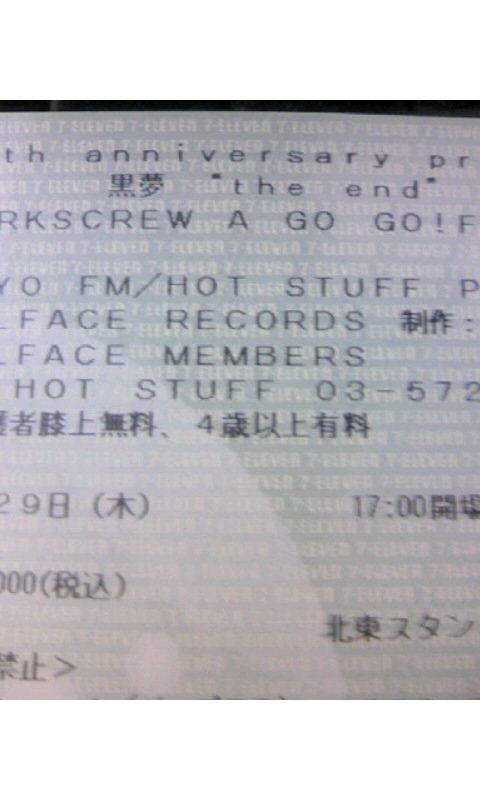 th anniversary pr
黒夢 "the end"
RKSCREW A GO GO!F
YO FM/HOT STUFF P
LFACE RECORDS 制作:
LFACE MEMBERS
HOT STUFF 03-572
護者膝上無料、4歳以上有料
29日(木) 17:00開場
000(税込)
北東スタン
禁止>